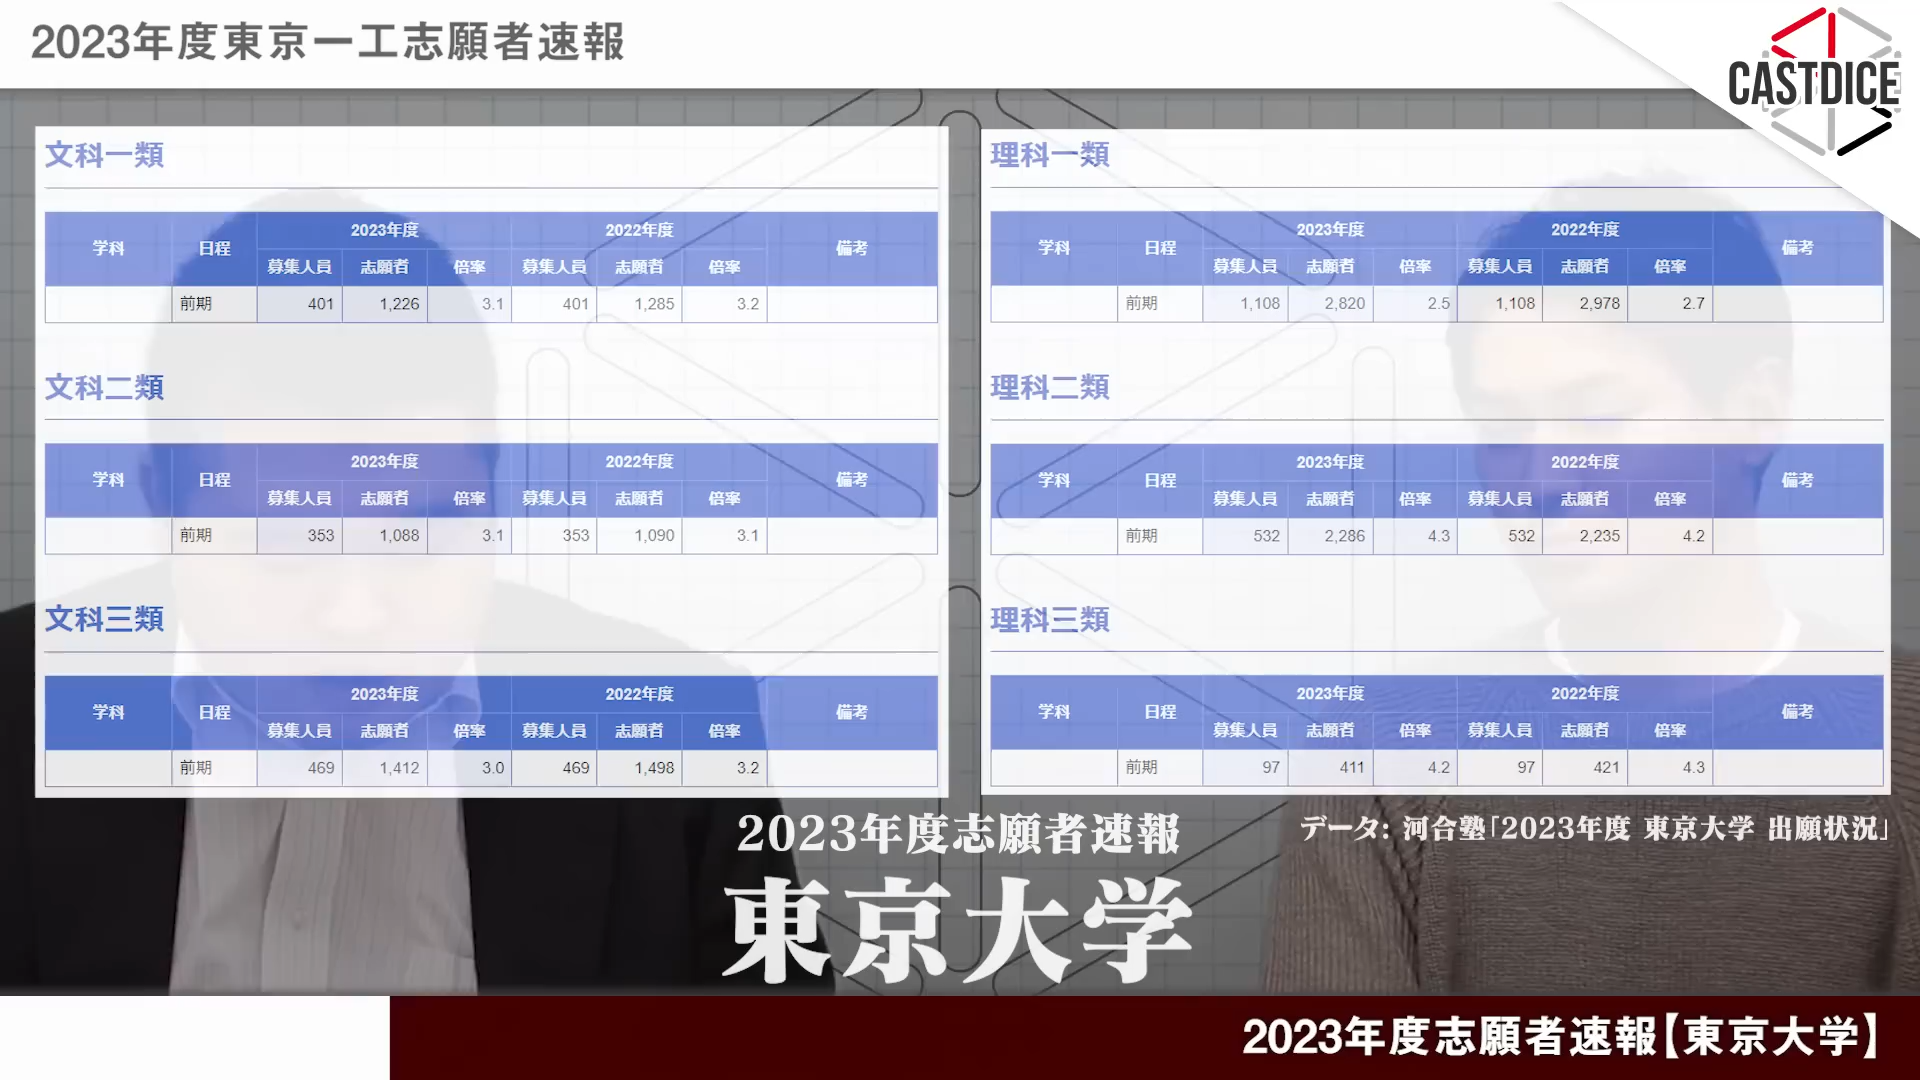 2023年度東京一工志願者速報
CASTDICE
文科一類
学科 日程 2023年度 2022年度 備考
募集人員 志願者 倍率 募集人員 志願者 倍率
前期 401 1,226 3.1 401 1,285 3.2
文科二類
学科 日程 2023年度 2022年度 備考
募集人員 志願者 倍率 募集人員 志願者 倍率
前期 353 1,088 3.1 353 1,090 3.1
文科三類
学科 日程 2023年度 2022年度 備考
募集人員 志願者 倍率 募集人員 志願者 倍率
前期 469 1,412 3.0 469 1,498 3.2
理科一類
学科 日程 2023年度 2022年度 備考
募集人員 志願者 倍率 募集人員 志願者 倍率
前期 1,108 2,820 2.5 1,108 2,978 2.7
理科二類
学科 日程 2023年度 2022年度 備考
募集人員 志願者 倍率 募集人員 志願者 倍率
前期 532 2,286 4.3 532 2,235 4.2
理科三類
学科 日程 2023年度 2022年度 備考
募集人員 志願者 倍率 募集人員 志願者 倍率
前期 97 411 4.2 97 421 4.3
データ: 河合塾「2023年度 東京大学 出願状況」
2023年度志願者速報
東京大学
2023年度志願者速報【東京大学】